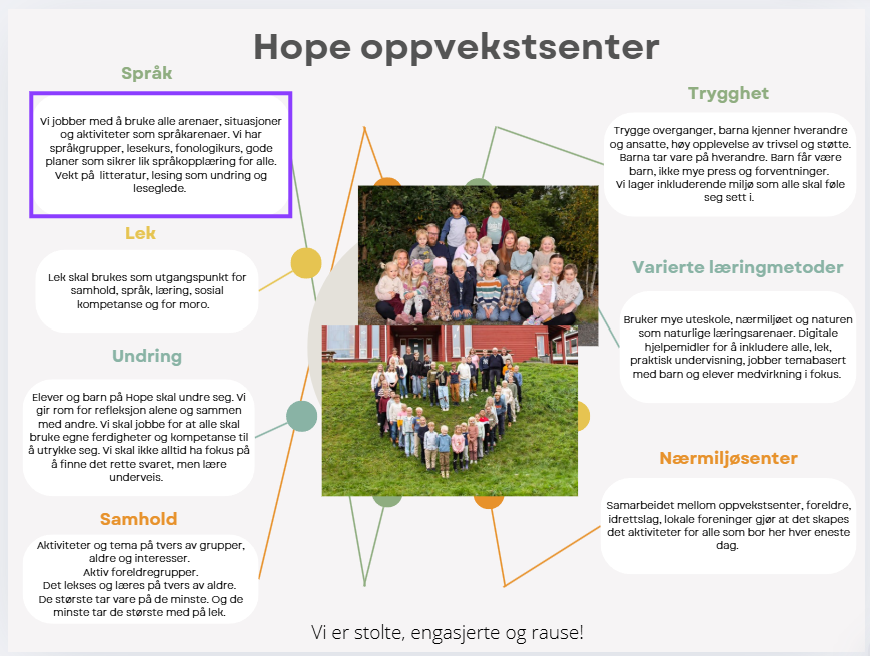 Hope oppvekstsenter
Språk
Vi jobber med å bruke alle arenaer, situasjoner
og aktiviteter som språkarenaer. Vi har
språkgrupper, lesekurs, fonologikurs, gode
planer som sikrer lik språkopplæring for alle.
Vekt på litteratur, lesing som undring og
leseglede.
Lek
Lek skal brukes som utgangspunkt for
samhold, språk, læring, sosial
kompetanse og for moro.
Undring
Elever og barn på Hope skal undre seg. Vi
gir rom for refleksjon alene og sammen
med andre. Vi skal jobbe for at alle skal
bruke egne ferdigheter og kompetanse til
å utrykke seg. Vi skal ikke alltid ha fokus på
å finne det rette svaret, men lære
underveis.
Samhold
Aktiviteter og tema på tvers av grupper,
aldre og interesser.
Aktiv foreldregrupper.
Det lekses og læres på tvers av aldre.
De største tar vare på de minste. Og de
minste tar de største med på lek.
Trygghet
Trygge overganger, barna kjenner hverandre
og ansatte, høy opplevelse av trivsel og støtte.
Barna tar vare på hverandre. Barn får være
barn, ikke mye press og forventninger.
Vi lager inkluderende miljø som alle skal føle
seg sett i.
Varierte læringmetoder
Bruker mye uteskole, nærmiljøet og naturen
som naturlige læringsarenaer. Digitale
hjelpemidler for å inkludere alle, lek,
praktisk undervisning, jobber temabasert
med barn og elever medvirkning i fokus.
Nærmiljøsenter
Samarbeidet mellom oppvekstsenter, foreldre,
idrettslag, lokale foreninger gjør at det skapes
det aktiviteter for alle som bor her hver eneste
dag.
Vi er stolte, engasjerte og rause!